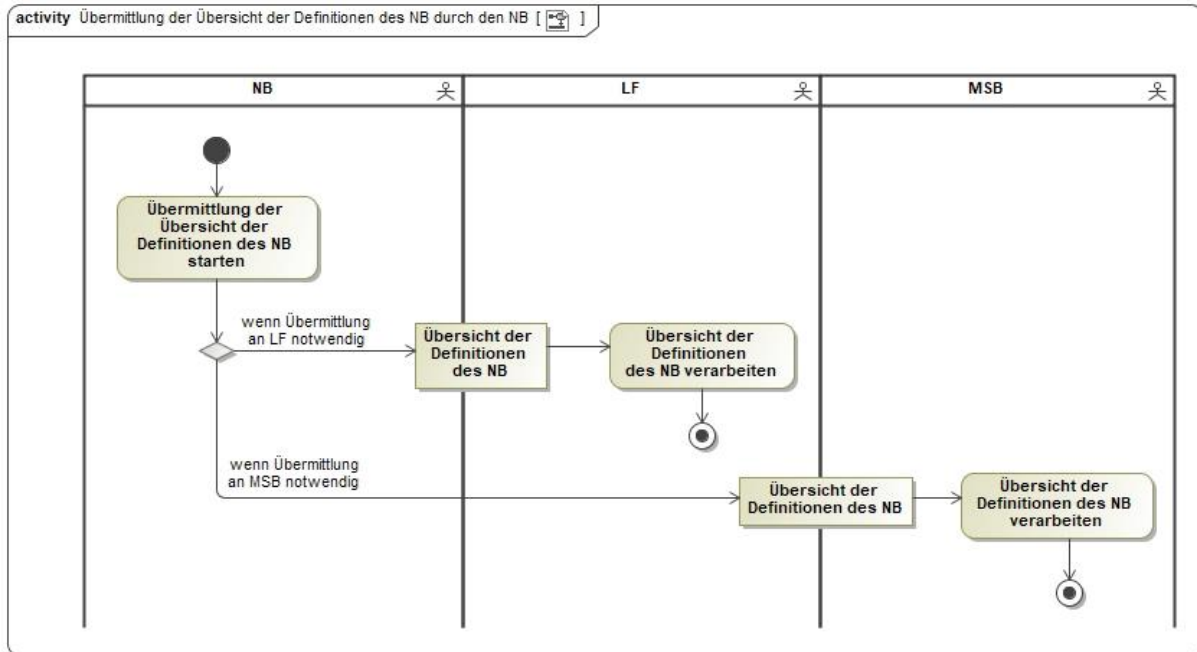 activity Übermittlung der Übersicht der Definitionen des NB durch den NB [ ]
NB
LF
MSB
Übermittlung der
Übersicht der
Definitionen des NB
starten
wenn Übermittlung
an LF notwendig
Übersicht der
Definitionen
des NB
Übersicht der
Definitionen
des NB verarbeiten
wenn Übermittlung
an MSB notwendig
Übersicht der
Definitionen des NB
Übersicht der
Definitionen des NB
verarbeiten